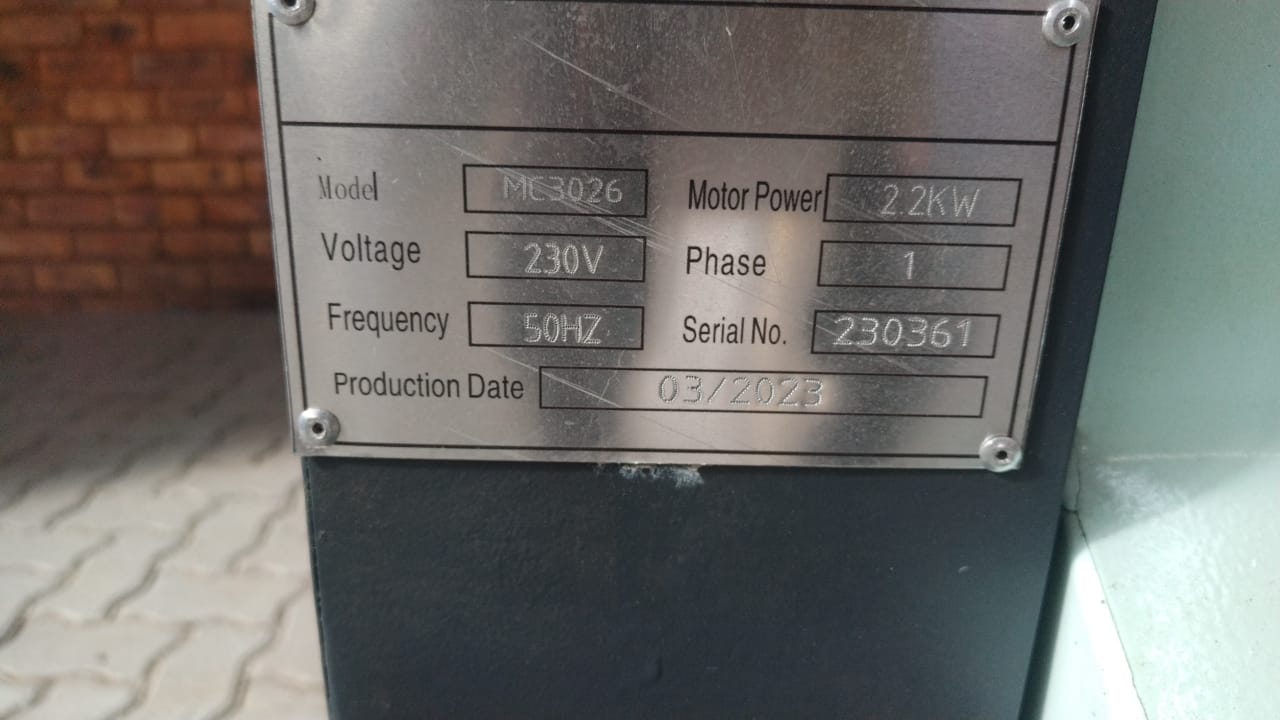 Model MC3026 Motor Power 2.2KW
Voltage 230V Phase 1
Frequency 50HZ Serial No. 230361
Production Date 03/2023